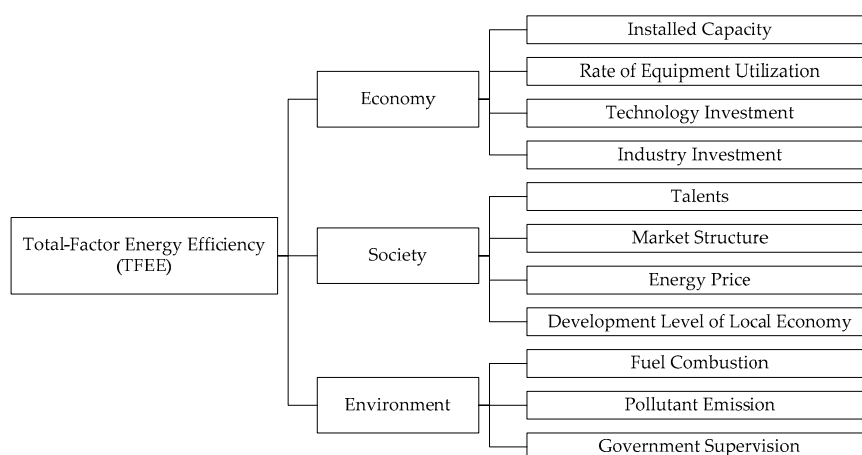 Total-Factor Energy Efficiency
(TFEE)
Economy
Installed Capacity
Rate of Equipment Utilization
Technology Investment
Industry Investment
Society
Talents
Market Structure
Energy Price
Development Level of Local Economy
Environment
Fuel Combustion
Pollutant Emission
Government Supervision